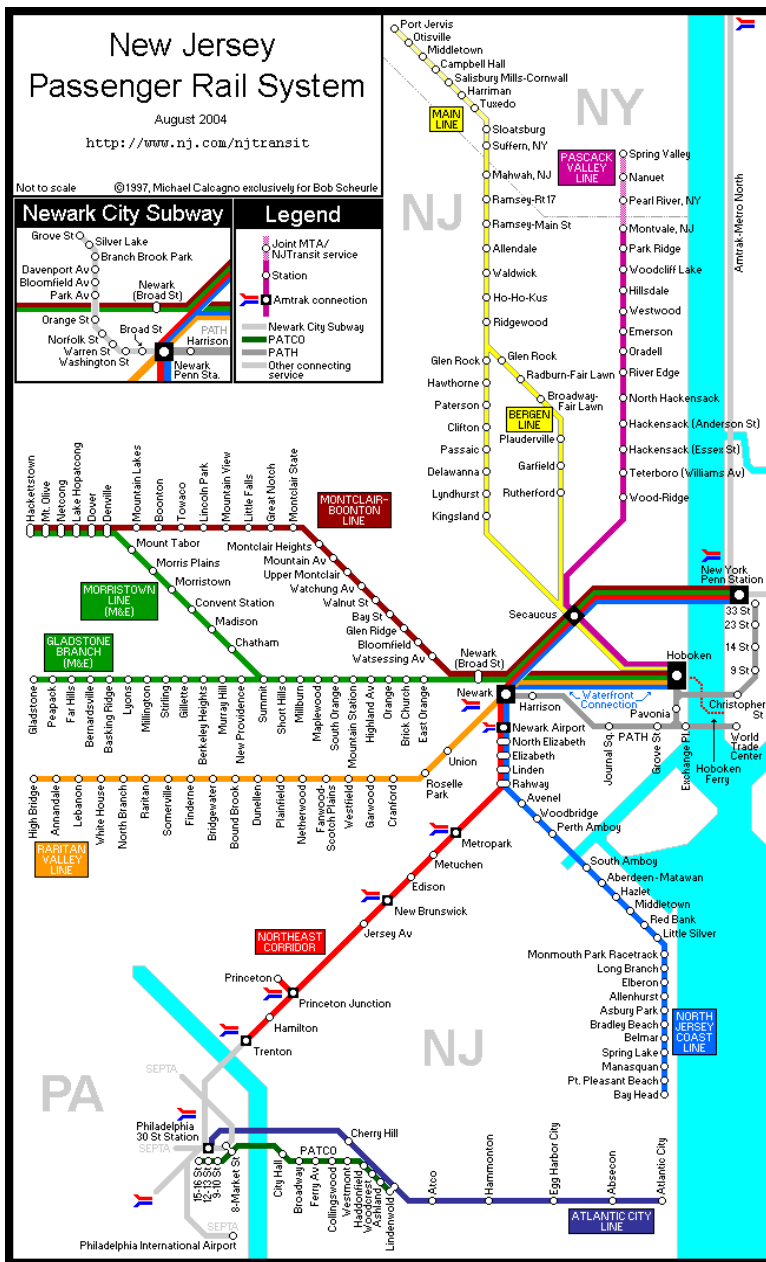 New Jersey
Passenger Rail System
August 2004
http://www.nj.com/njtransit
Not to scale
©1997, Michael Calcagno exclusively for Bob Scheurle
Newark City Subway
Grove St
Silver Lake
Branch Brook Park
Davenport Av
Bloomfield Av
Park Av
Newark
(Broad St)
Orange St
Norfolk St
Warren St
Washington St
Broad St
PATH
Harrison
Newark
Penn Sta.
Legend
Joint MTA/
NJTransit service
Station
Amtrak connection
Newark City Subway
PATCO
PATH
Other connecting
service
NY
NJ
Amtrak-Metro North
Port Jervis
Otisville
Middletown
Campbell Hall
Salisbury Mills-Cornwall
Harriman
Tuxedo
MAIN
LINE
Sloatsburg
Suffern, NY
Mahwah, NJ
Ramsey-Rt 17
Ramsey-Main St
Allendale
Waldwick
Ho-Ho-Kus
Ridgewood
Glen Rock
Hawthorne
Paterson
Clifton
Passaic
Delawanna
Lyndhurst
Kingsland
Glen Rock
Radburn-Fair Lawn
Broadway-
Fair Lawn
BERGEN
LINE
Plauderville
Garfield
Rutherford
PASCACK
VALLEY
LINE
Spring Valley
Nanuet
Pearl River, NY
Montvale, NJ
Park Ridge
Woodcliff Lake
Hillsdale
Westwood
Emerson
Oradell
River Edge
North Hackensack
Hackensack (Anderson St)
Hackensack (Essex St)
Teterboro (Williams Av)
Wood-Ridge
Hackettstown
Mt. Olive
Netcong
Lake Hopatcong
Dover
Denville
Mountain Lakes
Boonton
Towaco
Lincoln Park
Mountain View
Little Falls
Great Notch
Montclair State
MONTCLAIR-
BOONTON
LINE
Montclair Heights
Mountain Av
Upper Montclair
Watchung Av
Walnut St
Bay St
Glen Ridge
Bloomfield
Watsessing Av
Mount Tabor
Morris Plains
Morristown
Convent Station
Madison
Chatham
MORRISTOWN
LINE
(M&E)
GLADSTONE
BRANCH
(M&E)
Gladstone
Peapack
Far Hills
Bernardsville
Basking Ridge
Lyons
Millington
Stirling
Gillette
Berkeley Heights
Murray Hill
New Providence
Summit
Short Hills
Millburn
Maplewood
South Orange
Mountain Station
Highland Av
Orange
Brick Church
East Orange
Newark
(Broad St)
Secaucus
New York
Penn Station
33 St
23 St
14 St
9 St
Christopher
St
Hoboken
Newark
Harrison
Waterfront
Connection
Pavonia
Journal Sq.
PATH
Grove St
Exchange Pl.
Hoboken
Ferry
World
Trade
Center
Newark Airport
North Elizabeth
Elizabeth
Linden
Rahway
Union
Roselle
Park
High Bridge
Annandale
Lebanon
White House
North Branch
Raritan
Somerville
Finderne
Bridgewater
Bound Brook
Dunellen
Plainfield
Netherwood
Fanwood-
Scotch Plains
Westfield
Garwood
Cranford
RARITAN
VALLEY
LINE
Avenel
Woodbridge
Perth Amboy
South Amboy
Aberdeen-Matawan
Hazlet
Middletown
Red Bank
Little Silver
Monmouth Park Racetrack
Long Branch
Elberon
Allenhurst
Asbury Park
Bradley Beach
Belmar
Spring Lake
Manasquan
Pt. Pleasant Beach
Bay Head
NORTH
JERSEY
COAST
LINE
Metropark
Metuchen
Edison
New Brunswick
Jersey Av
NORTHEAST
CORRIDOR
Princeton
Princeton Junction
Hamilton
Trenton
NJ
PA
SEPTA
Philadelphia
30 St Station
SEPTA
SEPTA
Philadelphia International Airport
15-16 St
12-13 St
9-10 St
8-Market St
City Hall
PATCO
Broadway
Ferry Av
Collingswood
Westmont
Haddonfield
Woodcrest
Ashland
Lindenwold
Cherry Hill
Atco
Hammonton
Egg Harbor City
Absecon
Atlantic City
ATLANTIC CITY
LINE